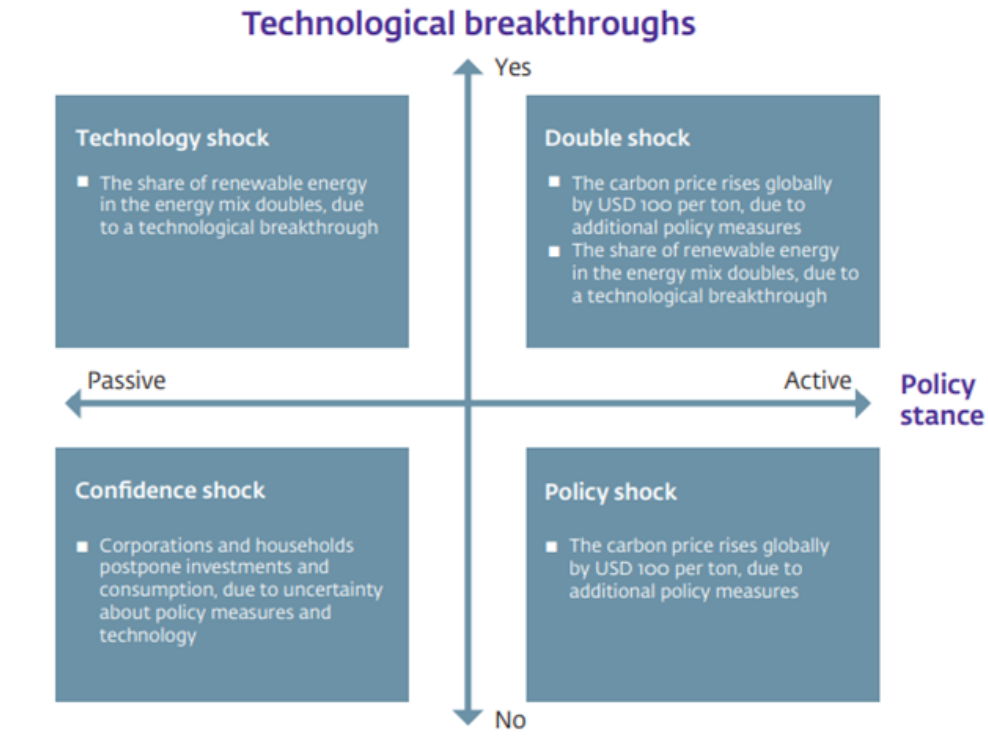 Technological breakthroughs
Yes
Technology shock
The share of renewable energy
in the energy mix doubles, due
to a technological breakthrough
Double shock
The carbon price rises globally
by USD 100 per ton, due to
additional policy measures
The share of renewable energy
in the energy mix doubles, due to
a technological breakthrough
Passive
Active
Policy
stance
Confidence shock
Corporations and households
postpone investments and
consumption, due to uncertainty
about policy measures and
technology
Policy shock
The carbon price rises globally
by USD 100 per ton, due to
additional policy measures
No